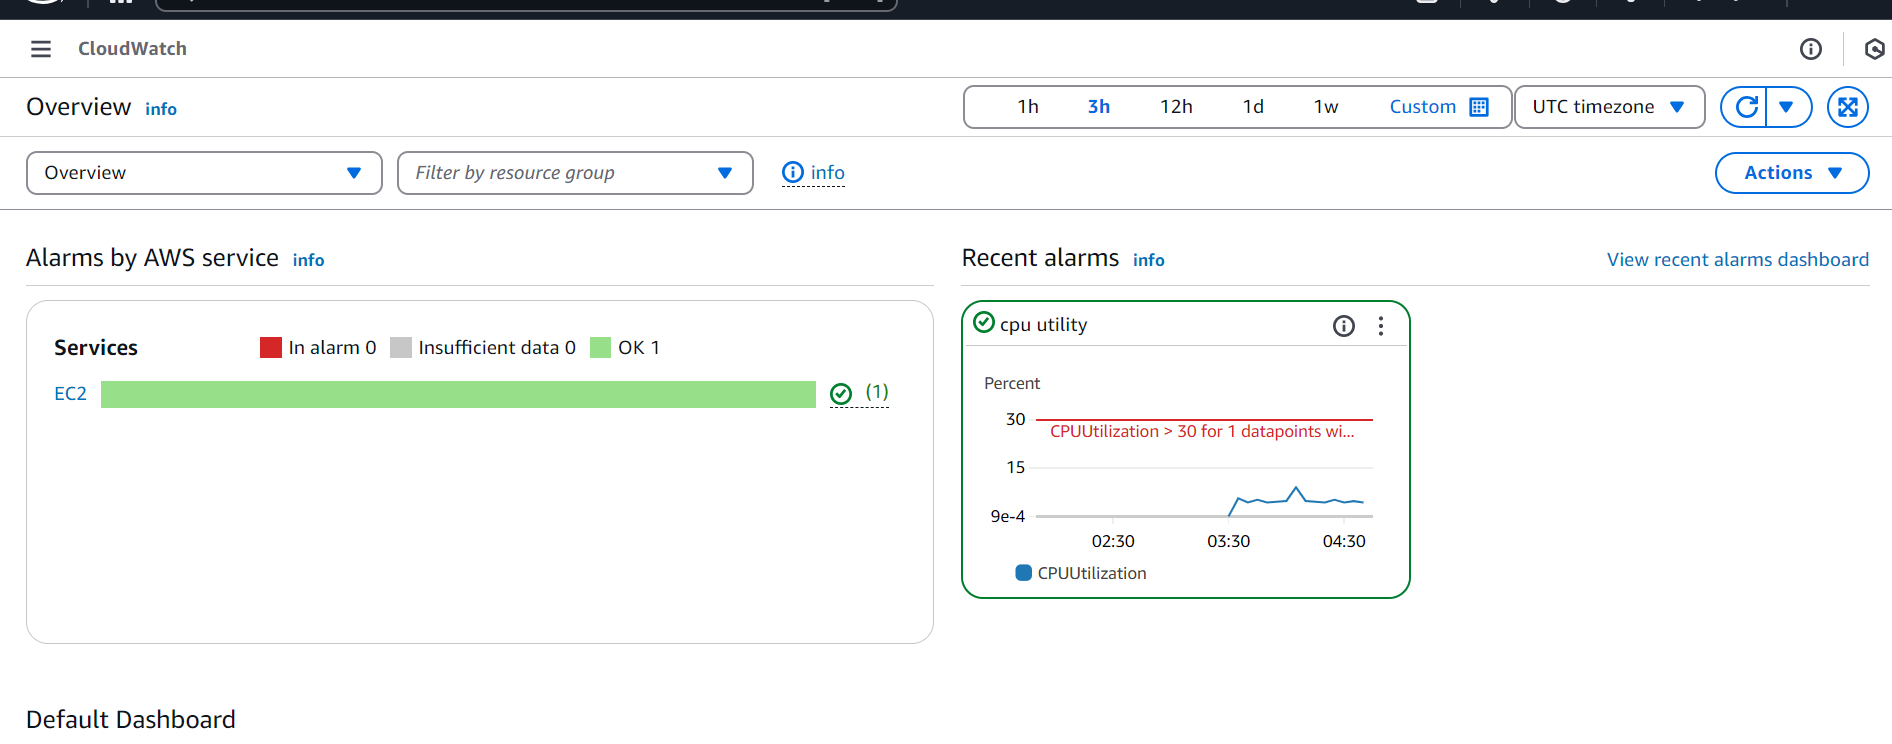 CloudWatch
Overview info
1h 3h 12h 1d 1w Custom UTC timezone
Overview Filter by resource group info Actions
Alarms by AWS service info
Services In alarm 0 Insufficient data 0 OK 1
EC2 (1)
Recent alarms info View recent alarms dashboard
cpu utility
Percent
30
CPUUtilization > 30 for 1 datapoints wi...
15
9e-4
02:30 03:30 04:30
CPUUtilization
Default Dashboard